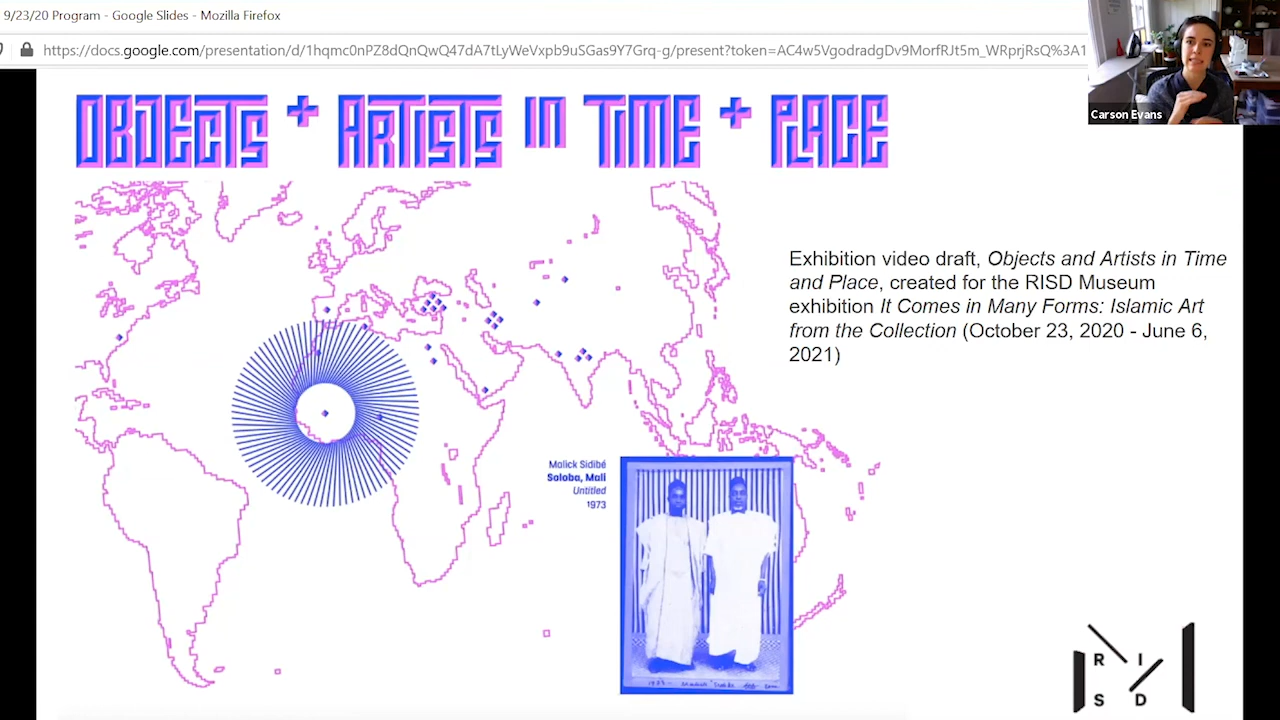 9/23/20 Program - Google Slides - Mozilla Firefox
https://docs.google.com/presentation/d/1hqmc0nPZ8dQnQwQ47dA7tLyWeVxpb9uSGas9Y7Grq-g/present?token=AC4w5VgodradgDv9MorfRJt5m_WRprjRsQ%3A1
Carson Evans
OBJECTS + ARTISTS IN TIME + PLACE
Exhibition video draft, Objects and Artists in Time
and Place, created for the RISD Museum
exhibition It Comes in Many Forms: Islamic Art
from the Collection (October 23, 2020 - June 6,
2021)
Malick Sidibé
Soloba, Mali
Untitled
1973
R I
S D